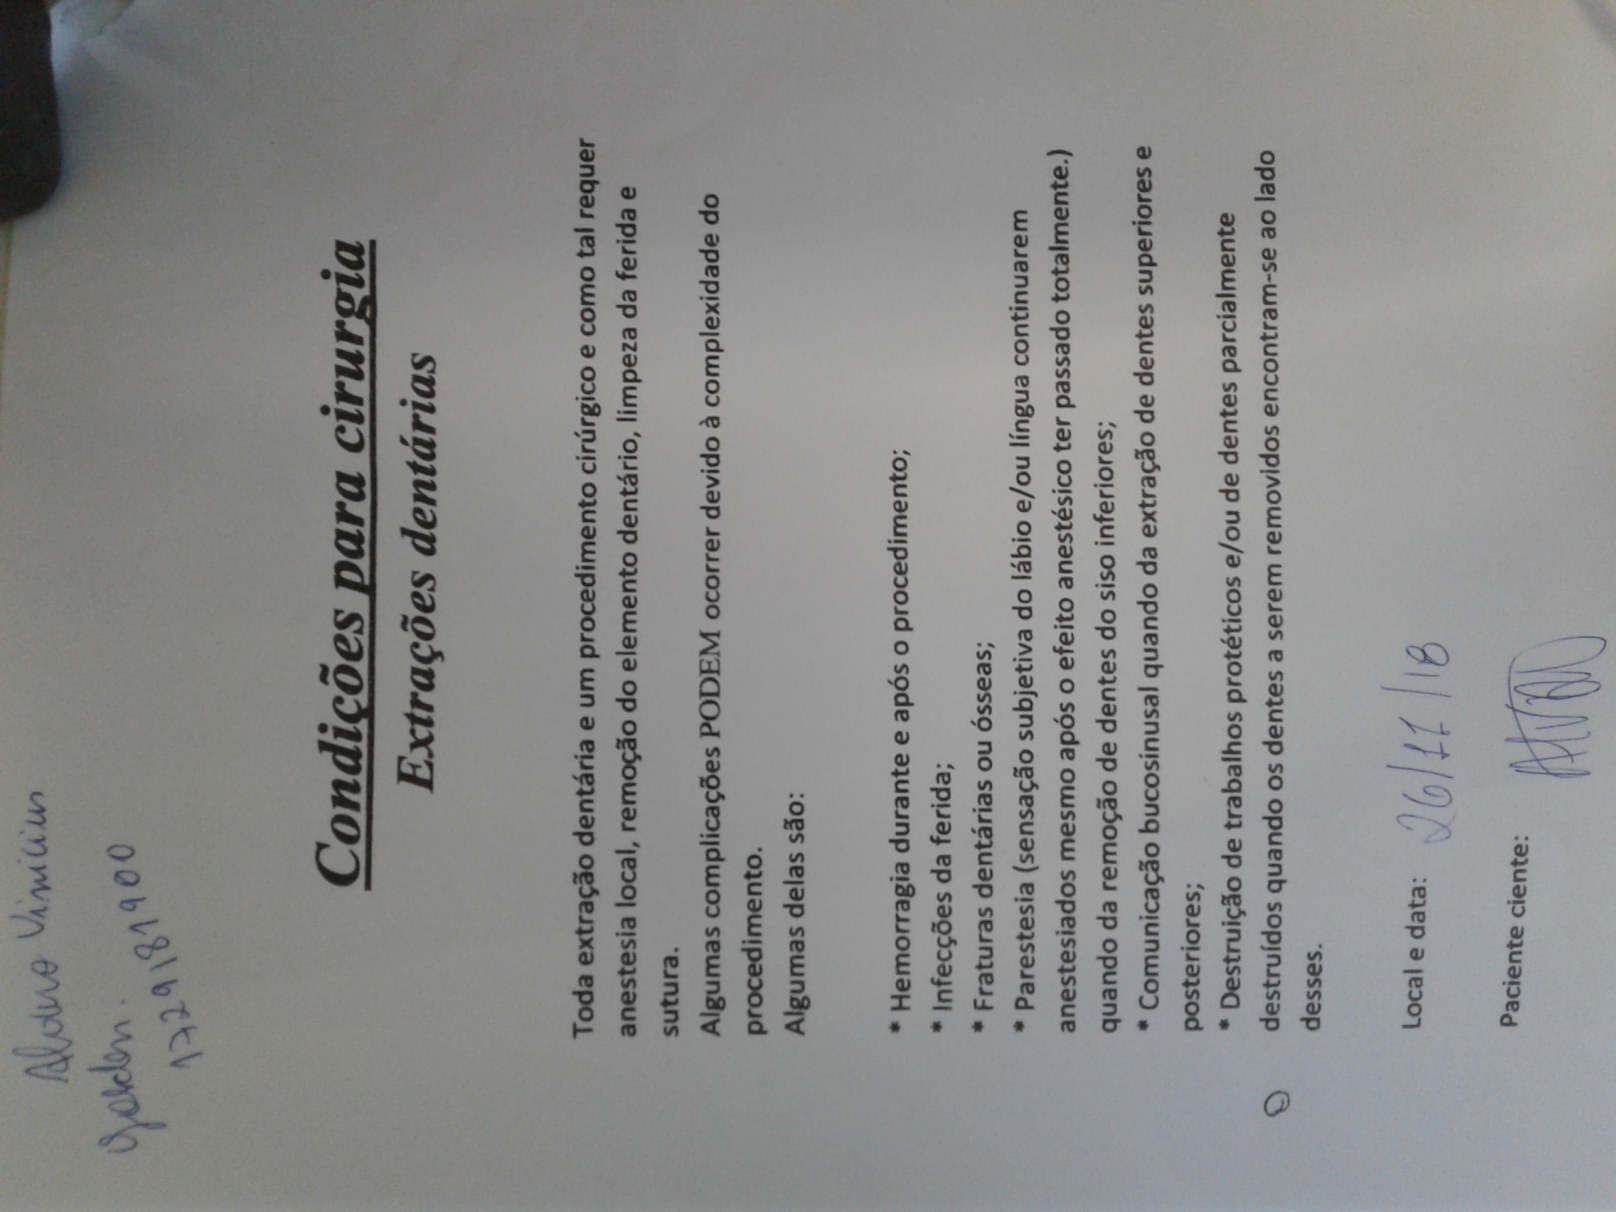 Vinicius
1729189900
Condições para cirurgia
Extrações dentárias
Toda extração dentária e um procedimento cirúrgico e como tal requer
anestesia local, remoção do elemento dentário, limpeza da ferida e
sutura.
Algumas complicações PODEM ocorrer devido à complexidade do
procedimento.
Algumas delas são:
* Hemorragia durante e após o procedimento;
* Infecções da ferida;
* Fraturas dentárias ou ósseas;
* Parestesia (sensação subjetiva do lábio e/ou língua continuarem
anestesiados mesmo após o efeito anestésico ter passado totalmente.)
quando da remoção de dentes do siso inferiores;
* Comunicação bucosinusal quando da extração de dentes superiores e
posteriores;
* Destruição de trabalhos protéticos e/ou de dentes parcialmente
destruídos quando os dentes a serem removidos encontram-se ao lado
desses.
Local e data: 26/11/18
Paciente ciente: